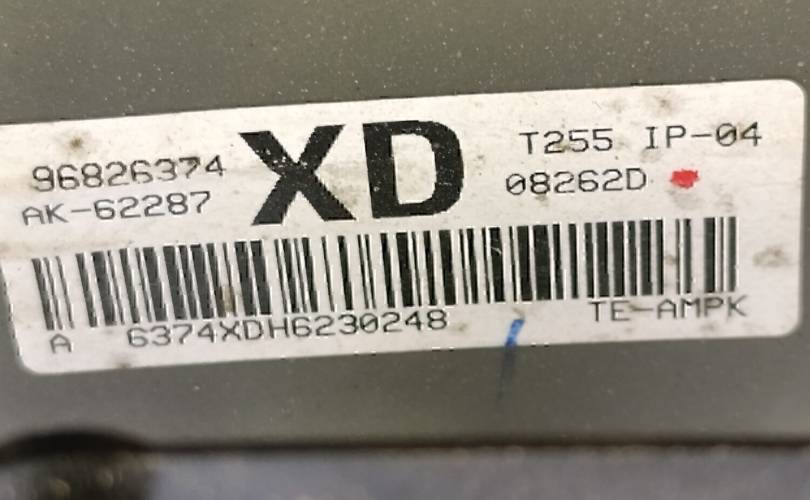 96826374 XD T255 IP-04
AK-62287 08262D
A 6374XDH6230248 TE-AMPK